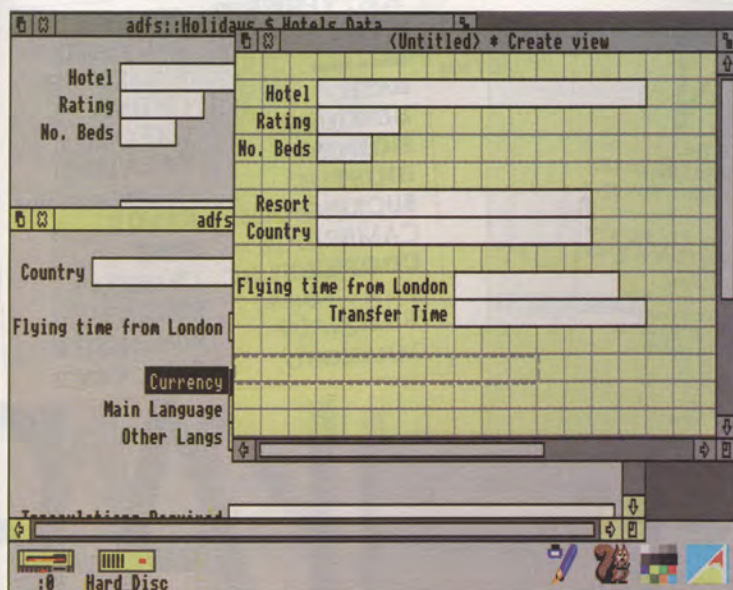 adfs::Holidays.$.Hotels.Data
Hotel
Rating
No. Beds
adfs
Country
Flying time from London
Currency
Main Language
Other Langs
<Untitled> * Create view
Hotel
Rating
No. Beds
Resort
Country
Flying time from London
Transfer Time
:0
Hard Disc